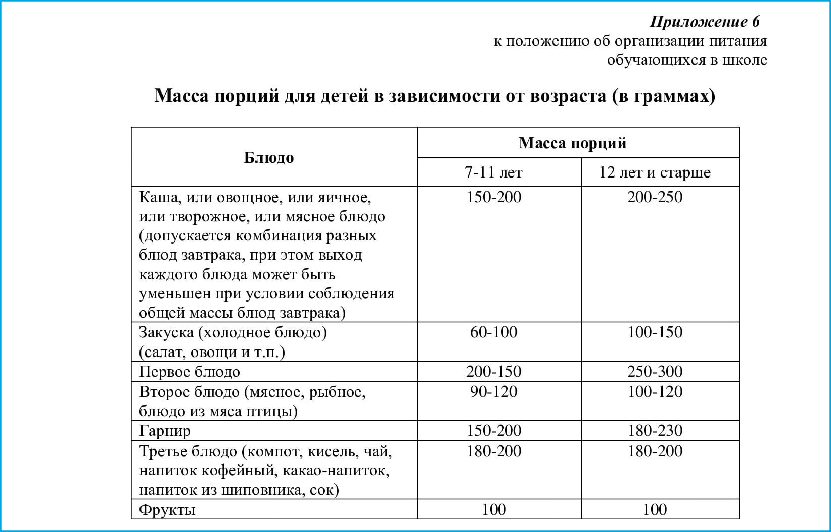 Приложение 6
к положению об организации питания
обучающихся в школе
Масса порций для детей в зависимости от возраста (в граммах)
Блюдо
Масса порций
7-11 лет
12 лет и старше
Каша, или овощное, или яичное,
или творожное, или мясное блюдо
(допускается комбинация разных
блюд завтрака, при этом выход
каждого блюда может быть
уменьшен при условии соблюдения
общей массы блюд завтрака)
150-200
200-250
Закуска (холодное блюдо)
(салат, овощи и т.п.)
60-100
100-150
Первое блюдо
200-150
250-300
Второе блюдо (мясное, рыбное,
блюдо из мяса птицы)
90-120
100-120
Гарнир
150-200
180-230
Третье блюдо (компот, кисель, чай,
напиток кофейный, какао-напиток,
напиток из шиповника, сок)
180-200
180-200
Фрукты
100
100